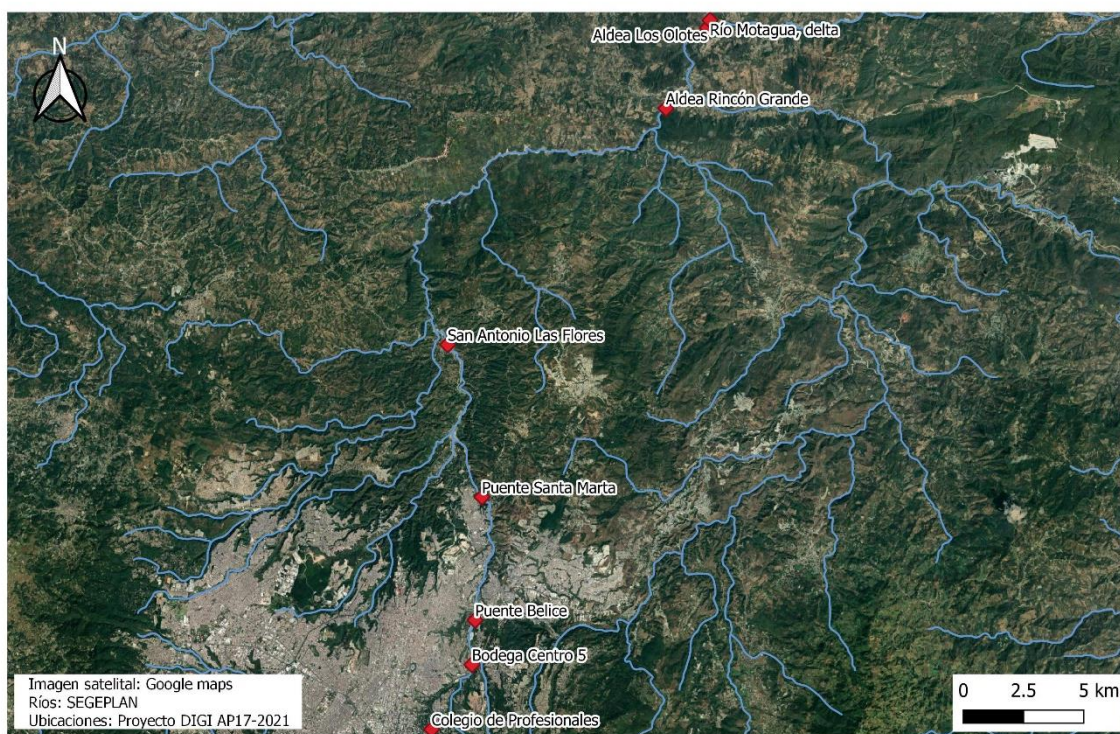 N
Aldea Los Olotes
Río Motagua, delta
Aldea Rincón Grande
San Antonio Las Flores
Puente Santa Marta
Puente Belice
Bodega Centro 5
Colegio de Profesionales
Imagen satelital: Google maps
Ríos: SEGEPLAN
Ubicaciones: Proyecto DIGI AP17-2021
0 2.5 5 km